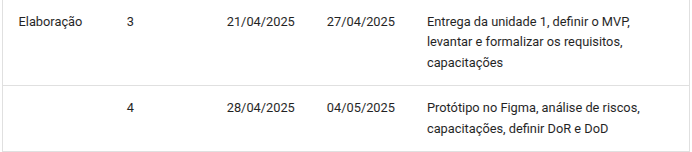 Elaboração 3 21/04/2025 27/04/2025 Entrega da unidade 1, definir o MVP,
levantar e formalizar os requisitos,
capacitações
4 28/04/2025 04/05/2025 Protótipo no Figma, análise de riscos,
capacitações, definir DoR e DoD